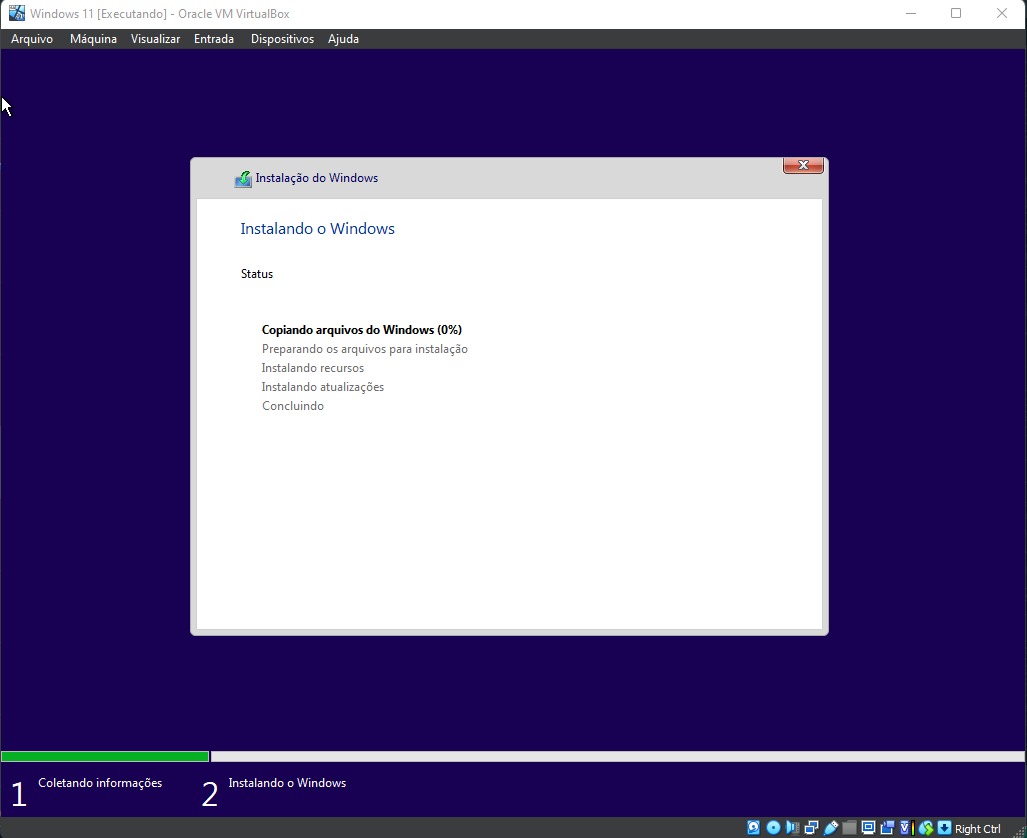 Windows 11 [Executando] - Oracle VM VirtualBox
Arquivo Máquina Visualizar Entrada Dispositivos Ajuda
Instalação do Windows
Instalando o Windows
Status
Copiando arquivos do Windows (0%)
Preparando os arquivos para instalação
Instalando recursos
Instalando atualizações
Concluindo
1 Coletando informações 2 Instalando o Windows
Right Ctrl